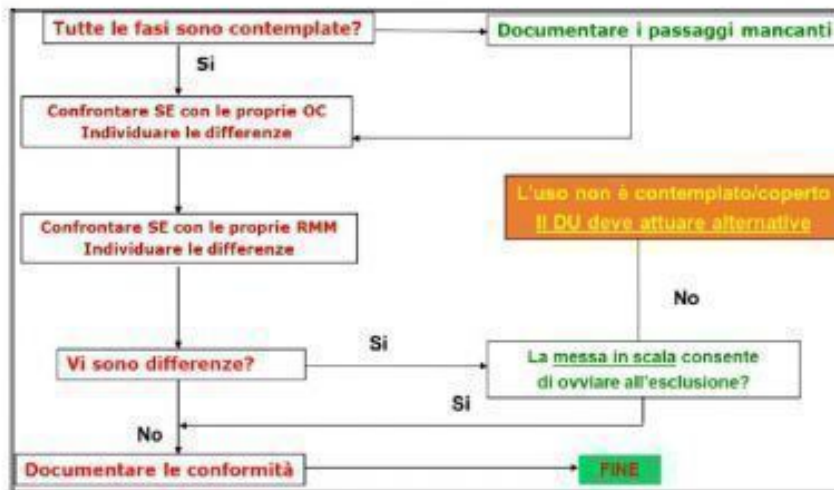 Tutte le fasi sono contemplate?
Documentare i passaggi mancanti
Si
Confrontare SE con le proprie OC
Individuare le differenze
L'uso non è contemplato/coperto
Il DU deve attuare alternative
Confrontare SE con le proprie RMM
Individuare le differenze
No
Vi sono differenze?
Si
La messa in scala consente
di ovviare all'esclusione?
Si
No
Documentare le conformità
FINE